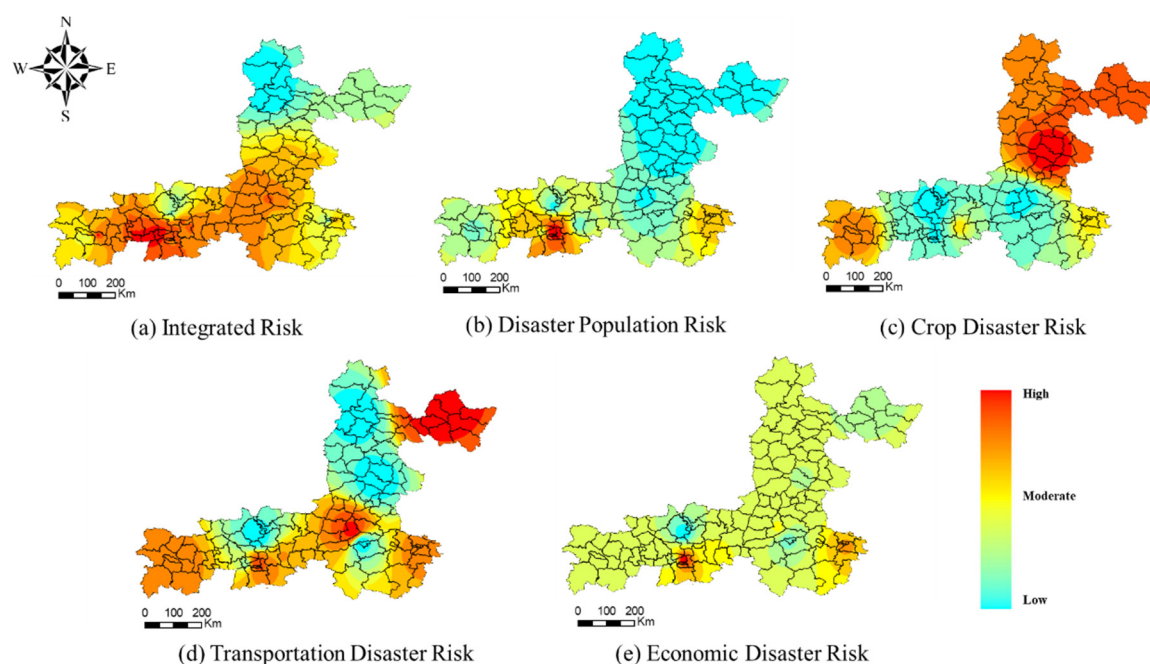 N
W E
S
0 100 200
Km
(a) Integrated Risk
0 100 200
Km
(b) Disaster Population Risk
0 100 200
Km
(c) Crop Disaster Risk
0 100 200
Km
(d) Transportation Disaster Risk
0 100 200
Km
(e) Economic Disaster Risk
High
Moderate
Low